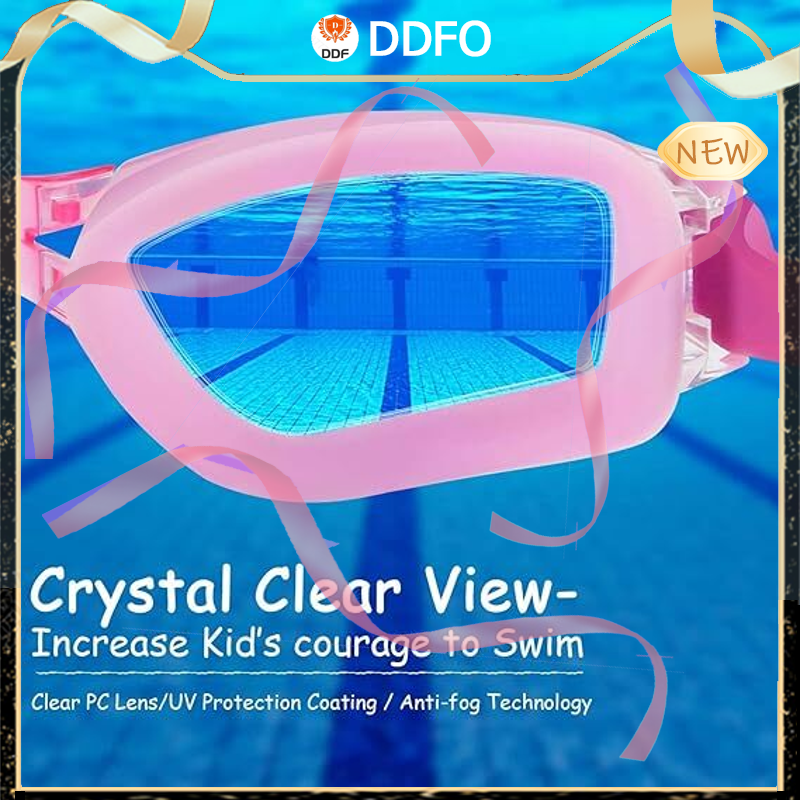 DDF
DDFO
NEW
Crystal Clear View-
Increase Kid's courage to Swim
Clear PC Lens/UV Protection Coating / Anti-fog Technology